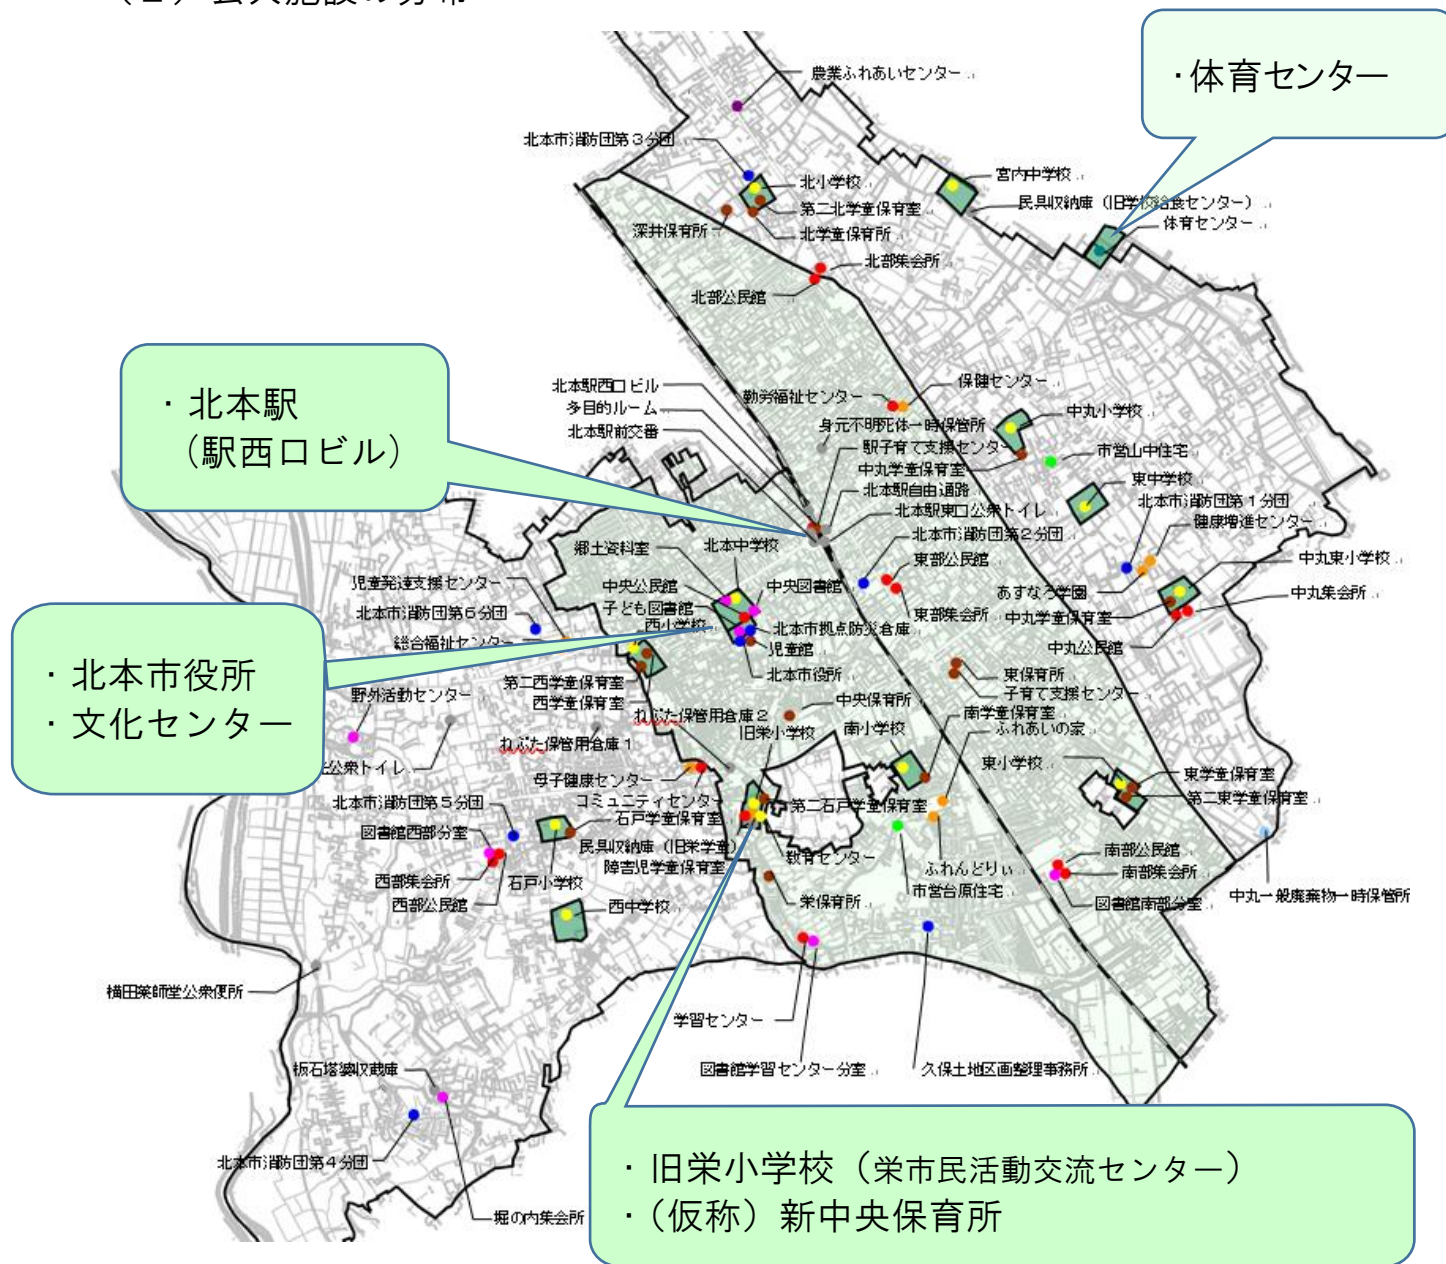 ・体育センター
農業ふれあいセンター
北本市消防団第3分団
北小学校
宮内中学校
第二北学童保育室
民具収納庫（旧学校給食センター）
深井保育所
北学童保育所
体育センター
北部集会所
北部公民館
・北本駅
（駅西口ビル）
北本駅西口ビル
多目的ルーム
北本駅前交番
勤労福祉センター
保健センター
身元不明死体一時保管所
中丸小学校
駅子育て支援センター
中丸学童保育室
市営山中住宅
北本駅自由通路
東中学校
北本駅東口公衆トイレ
北本市消防団第1分団
北本市消防団第2分団
健康増進センター
郷土資料室
北本中学校
東部公民館
中丸東小学校
児童発達支援センター
中央公民館
中央図書館
あすなろ学園
中丸集会所
北本市消防団第6分団
子ども図書館
東部集会所
中丸学童保育室
総合福祉センター
西小学校
北本市拠点防災倉庫
児童館
中丸公民館
・北本市役所
・文化センター
北本市役所
東保育所
第二西学童保育室
子育て支援センター
野外活動センター
西学童保育室
中央保育所
ねぷた保管用倉庫2
南学童保育室
旧栄小学校
南小学校
ふれあいの家
ねぷた保管用倉庫1
公衆トイレ
東小学校
母子健康センター
東学童保育室
コミュニティセンター
第二東学童保育室
北本市消防団第5分団
第二石戸学童保育室
石戸学童保育室
図書館西部分室
民具収納庫（旧栄学童）
教育センター
南部公民館
西部集会所
障害児学童保育室
ふれんどりぃ
南部集会所
石戸小学校
西部公民館
栄保育所
市営台原住宅
図書館南部分室
中丸一般廃棄物一時保管所
西中学校
横田薬師堂公衆便所
学習センター
図書館学習センター分室
久保土地区画整理事務所
板石塔婆収蔵庫
北本市消防団第4分団
堀の内集会所
・旧栄小学校（栄市民活動交流センター）
・（仮称）新中央保育所